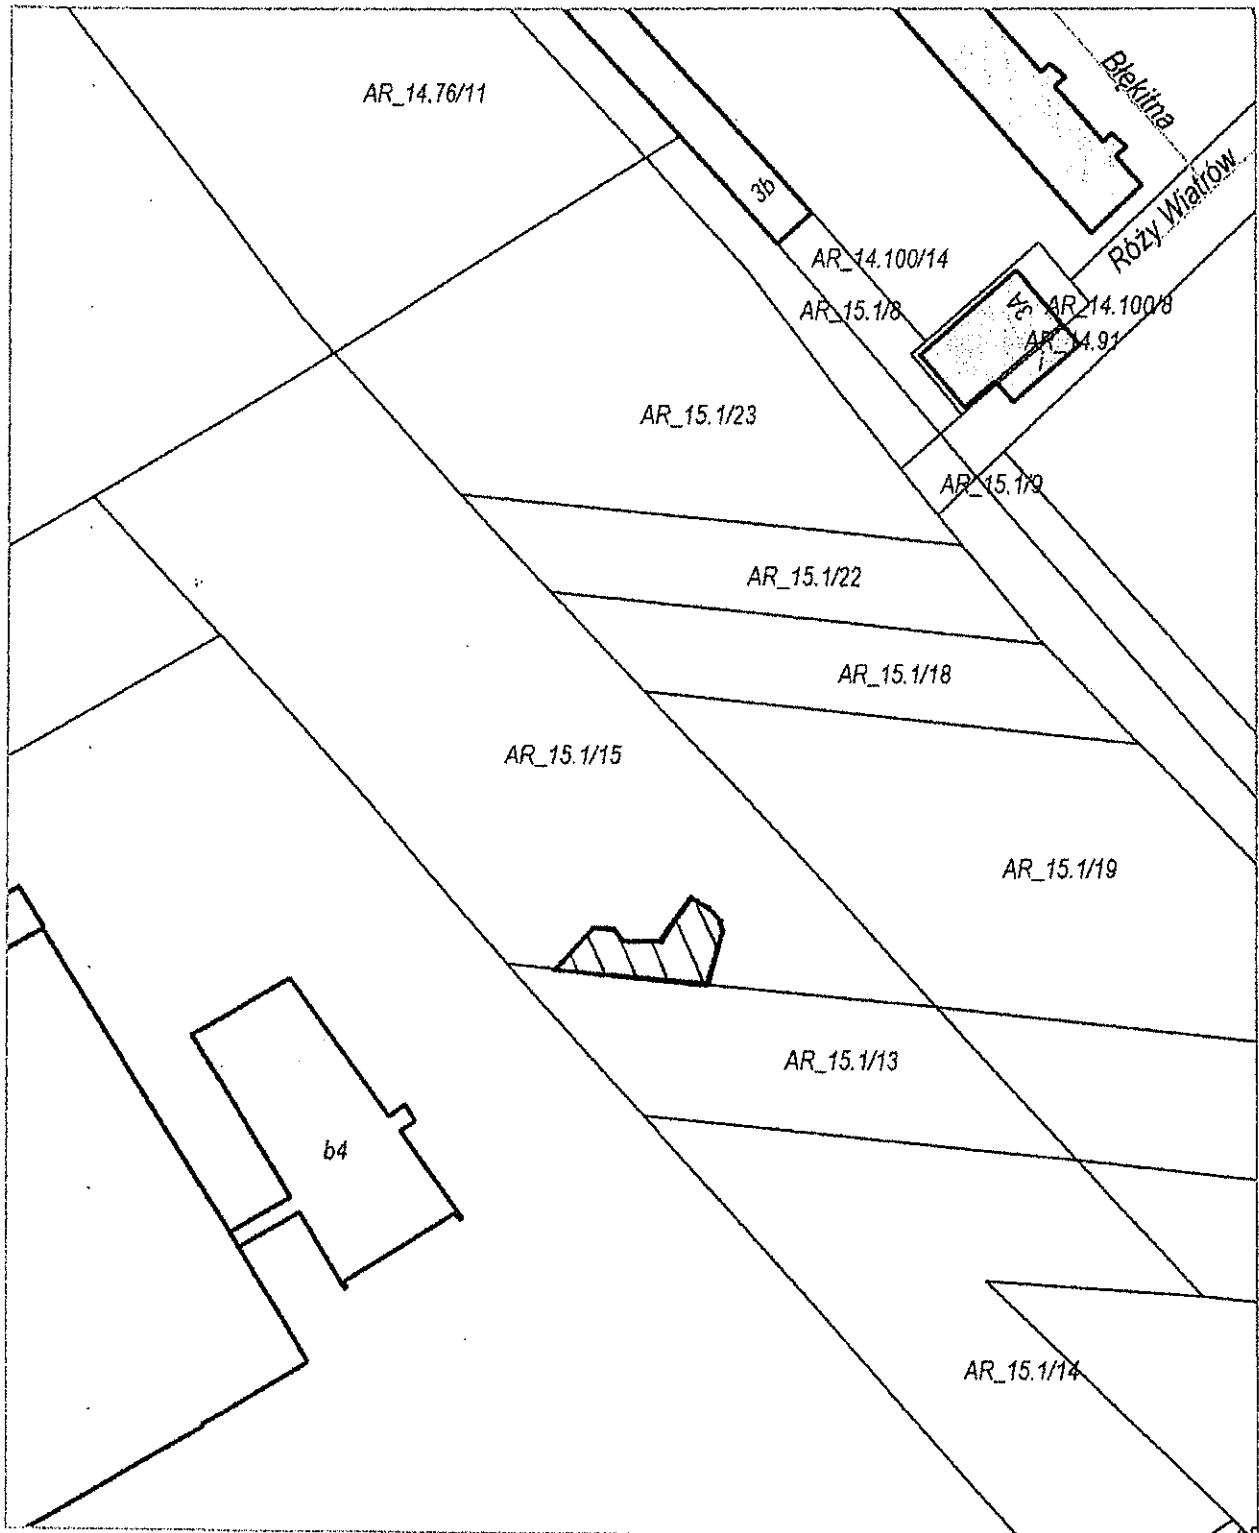 Błękitna
AR_14.76/11
Róży Wiatrów
3b
AR_14.100/14
AR_15.1/8
3A
AR_14.100/8
AR_14.91
AR_15.1/23
AR_15.1/9
AR_15.1/22
AR_15.1/18
AR_15.1/15
AR_15.1/19
AR_15.1/13
b4
AR_15.1/14